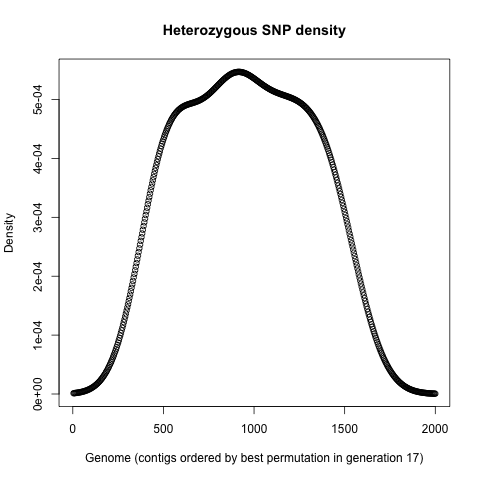 Heterozygous SNP density
Density
5e-04
4e-04
3e-04
2e-04
1e-04
0e+00
0 500 1000 1500 2000
Genome (contigs ordered by best permutation in generation 17)